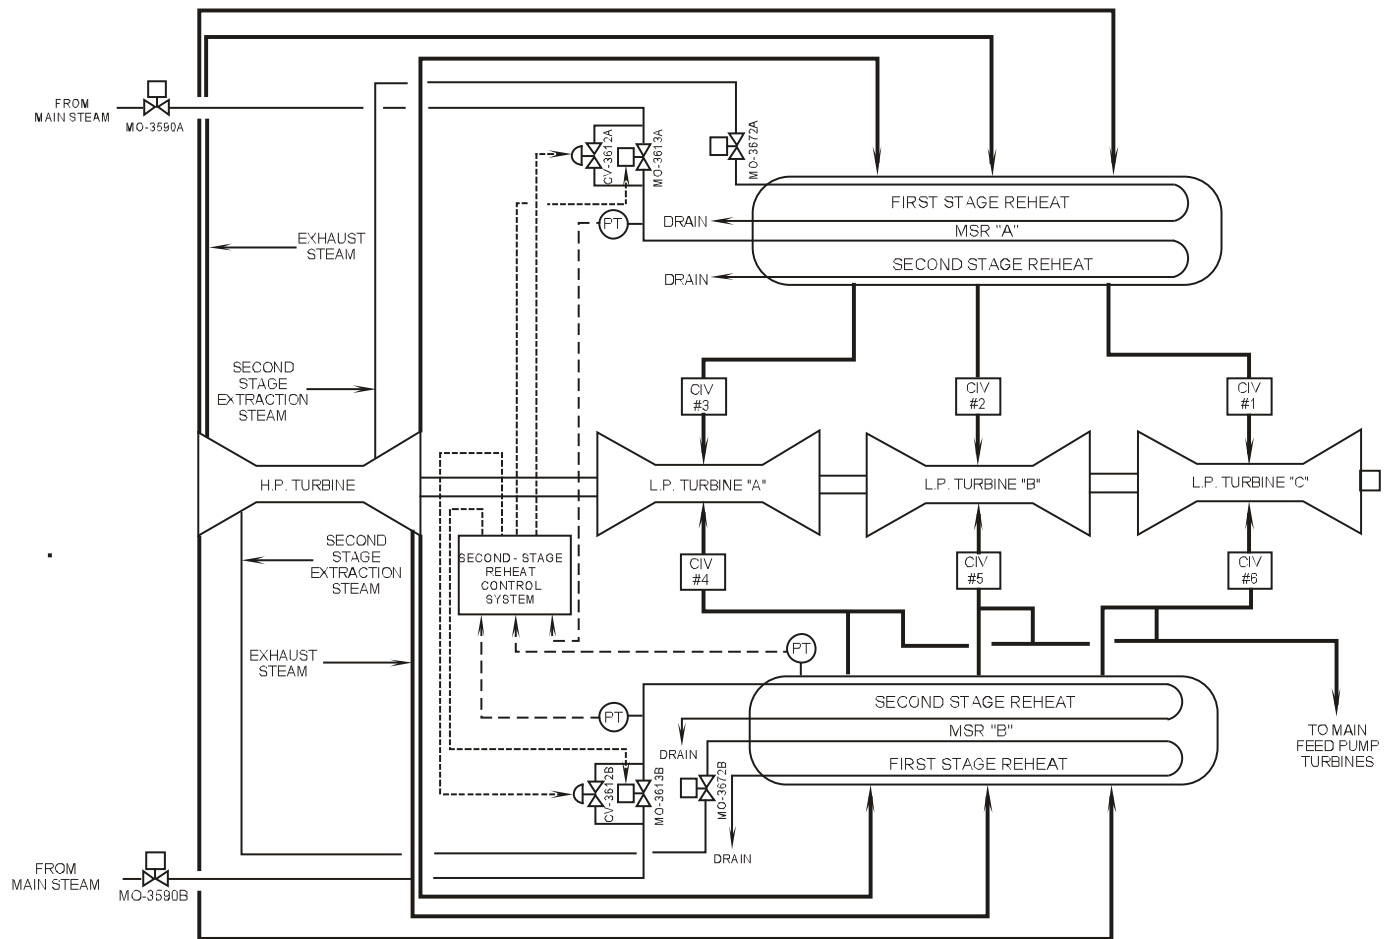 FROM
MAIN STEAM
MO-3590A
CV-3612A
MO-3613A
MO-3672A
FIRST STAGE REHEAT
DRAIN
MSR "A"
PT
SECOND STAGE REHEAT
DRAIN
EXHAUST
STEAM
SECOND
STAGE
EXTRACTION
STEAM
CIV
#3
CIV
#2
CIV
#1
H.P. TURBINE
L.P. TURBINE "A"
L.P. TURBINE "B"
L.P. TURBINE "C"
SECOND
STAGE
EXTRACTION
STEAM
SECOND - STAGE
REHEAT
CONTROL
SYSTEM
CIV
#4
CIV
#5
CIV
#6
EXHAUST
STEAM
PT
SECOND STAGE REHEAT
PT
MSR "B"
DRAIN
FIRST STAGE REHEAT
TO MAIN
FEED PUMP
TURBINES
CV-3612B
MO-3613B
MO-3672B
DRAIN
FROM
MAIN STEAM
MO-3590B